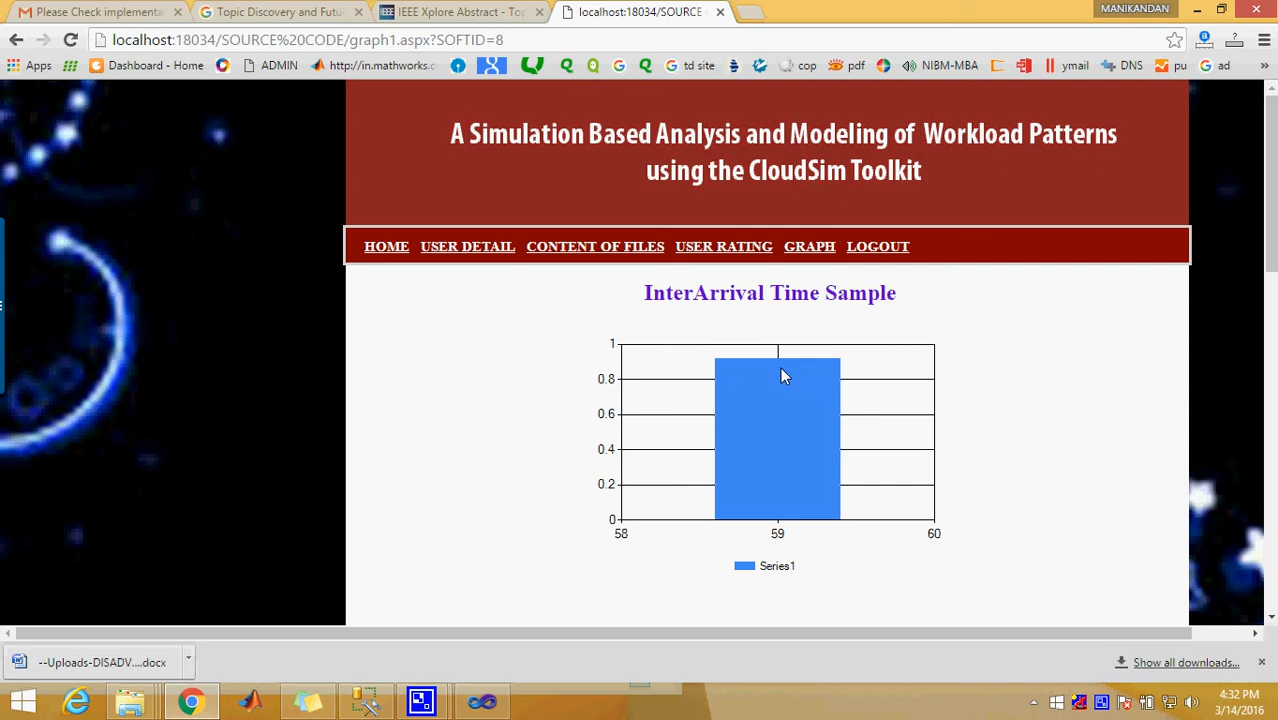 Please Check implementa
Topic Discovery and Futu
IEEE Xplore Abstract - Top
localhost:18034/SOURCE
MANIKANDAN
localhost:18034/SOURCE%20CODE/graph1.aspx?SOFTID=8
Apps
Dashboard - Home
ADMIN
http://in.mathworks.c
td site
cop
pdf
NIBM-MBA
ymail
DNS
pu
ad
A Simulation Based Analysis and Modeling of Workload Patterns
using the CloudSim Toolkit
HOME USER DETAIL CONTENT OF FILES USER RATING GRAPH LOGOUT
InterArrival Time Sample
1
0.8
0.6
0.4
0.2
0
58 59 60
Series1
--Uploads-DISADV....docx
Show all downloads...
4:32 PM
3/14/2016